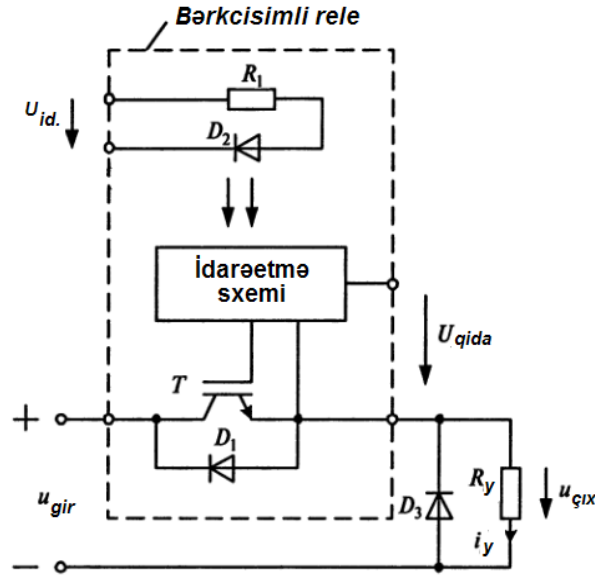 Bərkcisimli rele
R1
Uid.
D2
İdarəetmə
sxemi
Uqida
T
+
D1
ugir
D3
Ry
uçıx
iy
−